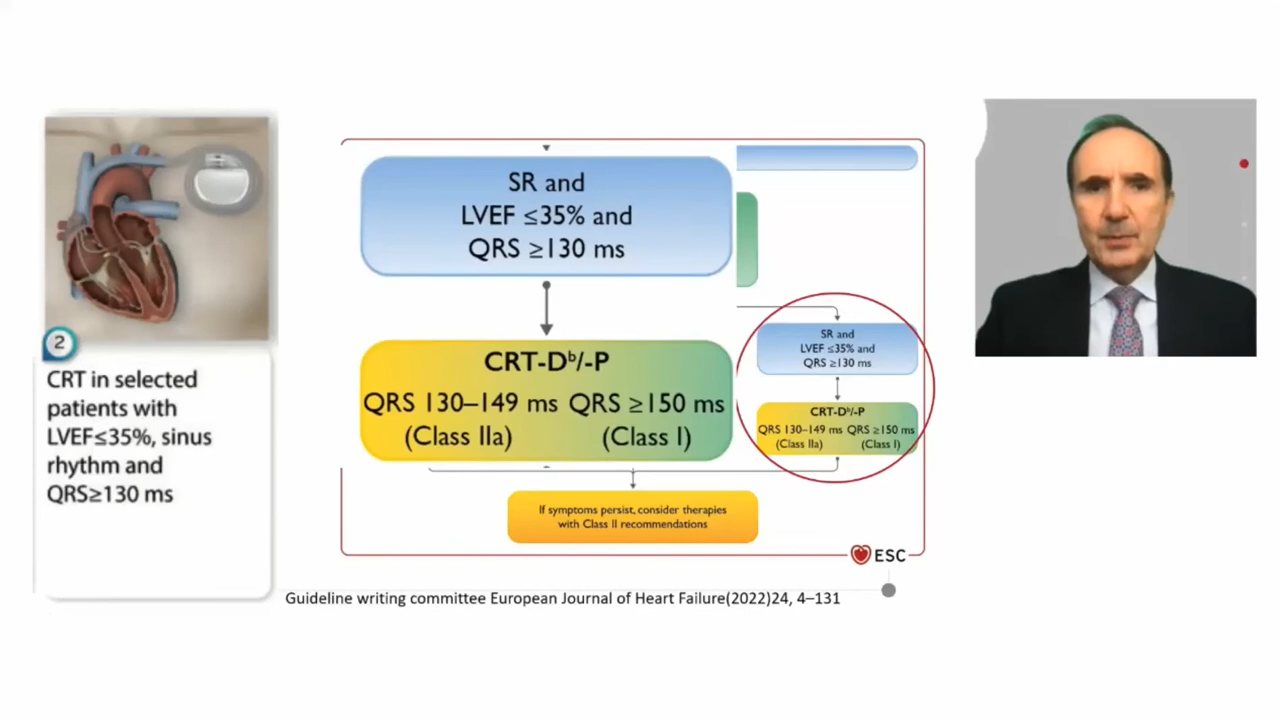 2
CRT in selected
patients with
LVEF≤35%, sinus
rhythm and
QRS≥130 ms
SR and
LVEF ≤35% and
QRS ≥130 ms
CRT-Dᵇ/-P
QRS 130–149 ms QRS ≥150 ms
(Class IIa) (Class I)
SR and
LVEF ≤35% and
QRS ≥130 ms
CRT-Dᵇ/-P
QRS 130–149 ms QRS ≥150 ms
(Class IIa) (Class I)
If symptoms persist, consider therapies
with Class II recommendations
ESC
Guideline writing committee European Journal of Heart Failure(2022)24, 4–131